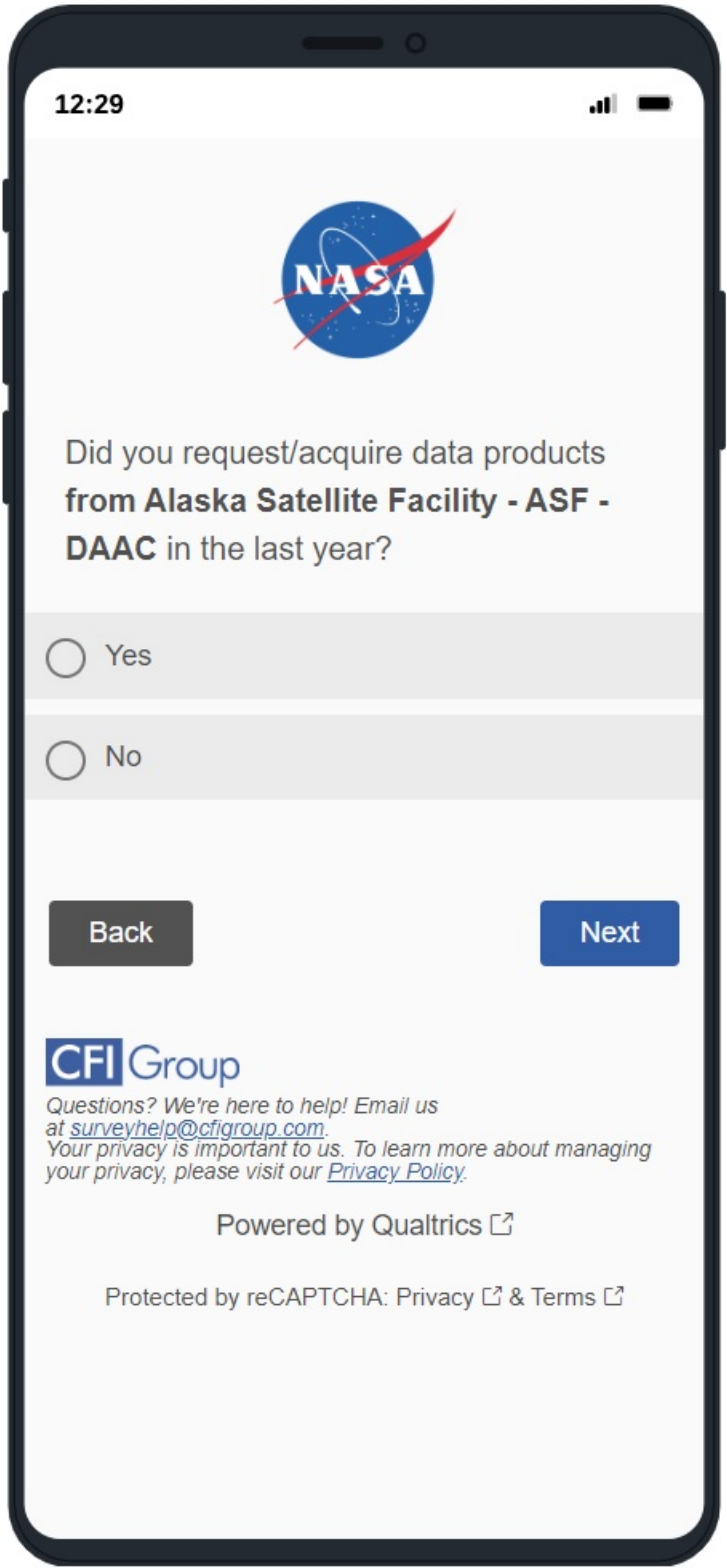 12:29
NASA
Did you request/acquire data products
from Alaska Satellite Facility - ASF -
DAAC in the last year?
Yes
No
Back
Next
CFI Group
Questions? We're here to help! Email us
at surveyhelp@cfigroup.com.
Your privacy is important to us. To learn more about managing
your privacy, please visit our Privacy Policy.
Powered by Qualtrics
Protected by reCAPTCHA: Privacy & Terms